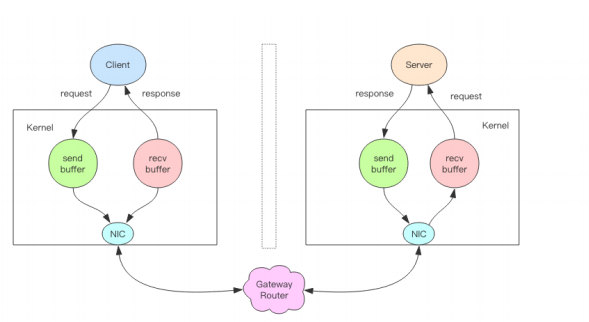 Client
Server
request
response
response
request
Kernel
Kernel
send
buffer
recv
buffer
send
buffer
recv
buffer
NIC
NIC
Gateway
Router